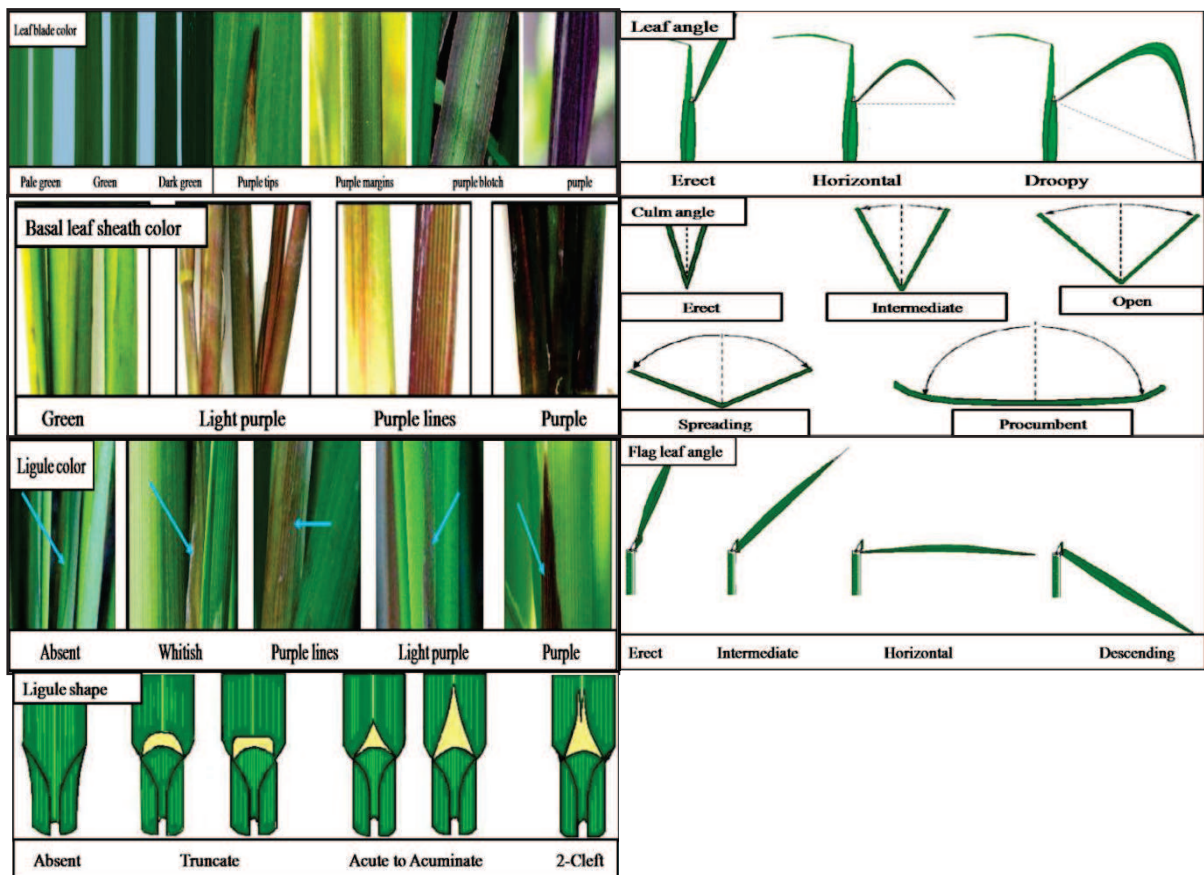 Leaf blade color
Pale green Green Dark green Purple tips Purple margins purple blotch purple
Basal leaf sheath color
Green Light purple Purple lines Purple
Ligule color
Absent Whitish Purple lines Light purple Purple
Ligule shape
Absent Truncate Acute to Acuminate 2-Cleft
Leaf angle
Erect Horizontal Droopy
Culm angle
Erect Intermediate Open
Spreading Procumbent
Flag leaf angle
Erect Intermediate Horizontal Descending